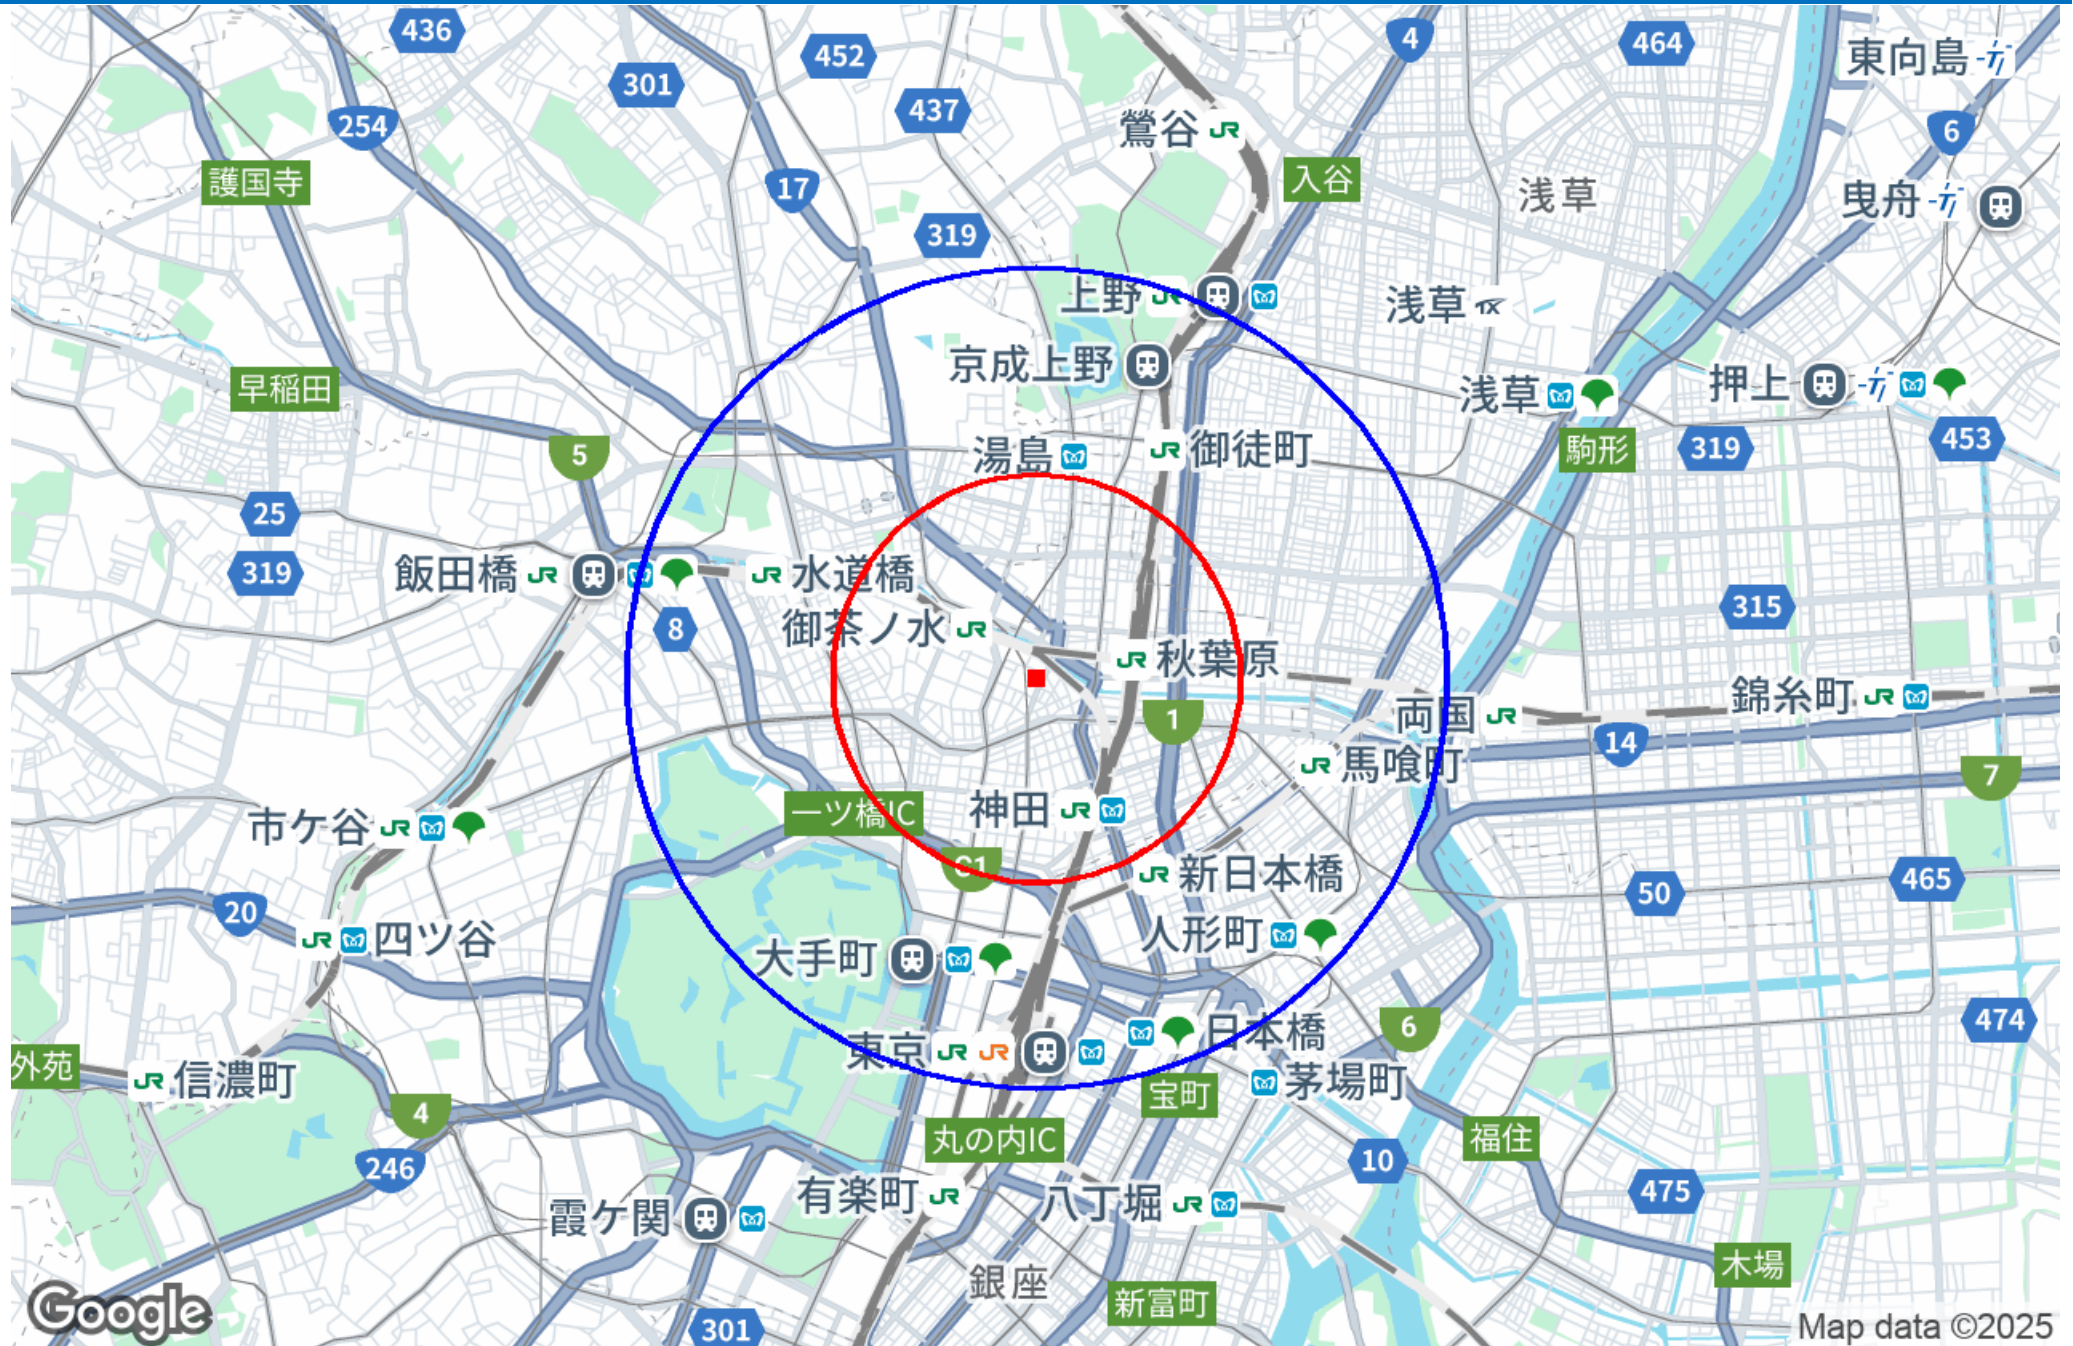 436
452
4
464
東向島
301
254
437
鶯谷
6
護国寺
17
入谷
浅草
曳舟
319
上野
浅草
京成上野
早稲田
浅草
押上
5
湯島
御徒町
駒形
319
453
25
319
飯田橋
水道橋
8
御茶ノ水
秋葉原
315
1
両国
錦糸町
14
馬喰町
7
市ケ谷
一ツ橋IC
神田
C1
新日本橋
465
50
20
四ツ谷
大手町
人形町
6
474
東京
日本橋
外苑
信濃町
宝町
茅場町
4
丸の内IC
福住
246
10
475
霞ケ関
有楽町
八丁堀
木場
銀座
新富町
301
Google
Map data ©2025